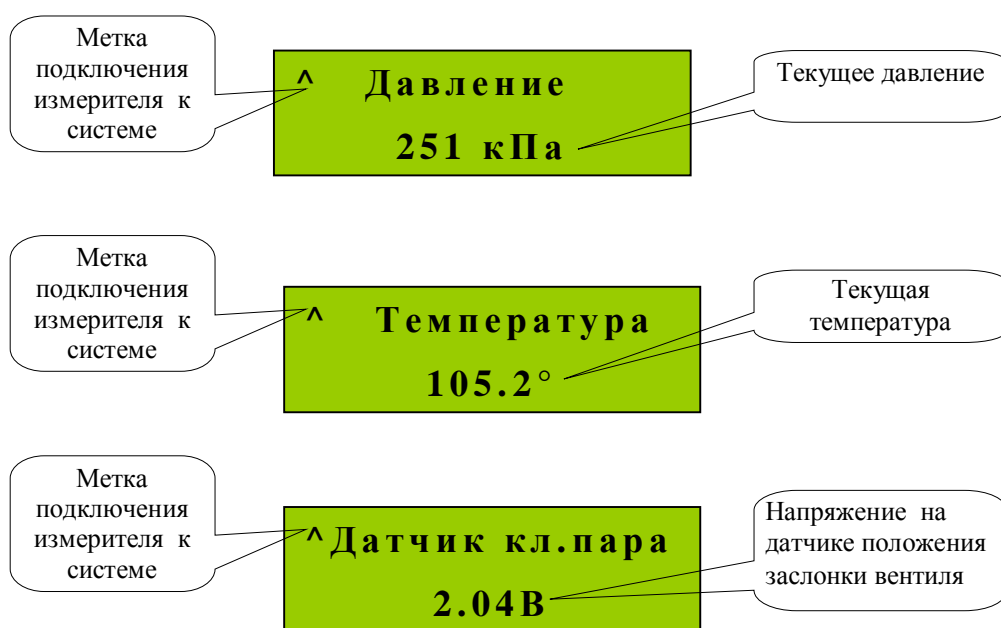 Метка
подключения
измерителя к
системе
^ Давление
251 кПа
Текущее давление
Метка
подключения
измерителя к
системе
^ Температура
105.2°
Текущая
температура
Метка
подключения
измерителя к
системе
^Датчик кл.пара
2.04В
Напряжение на
датчике положения
заслонки вентиля